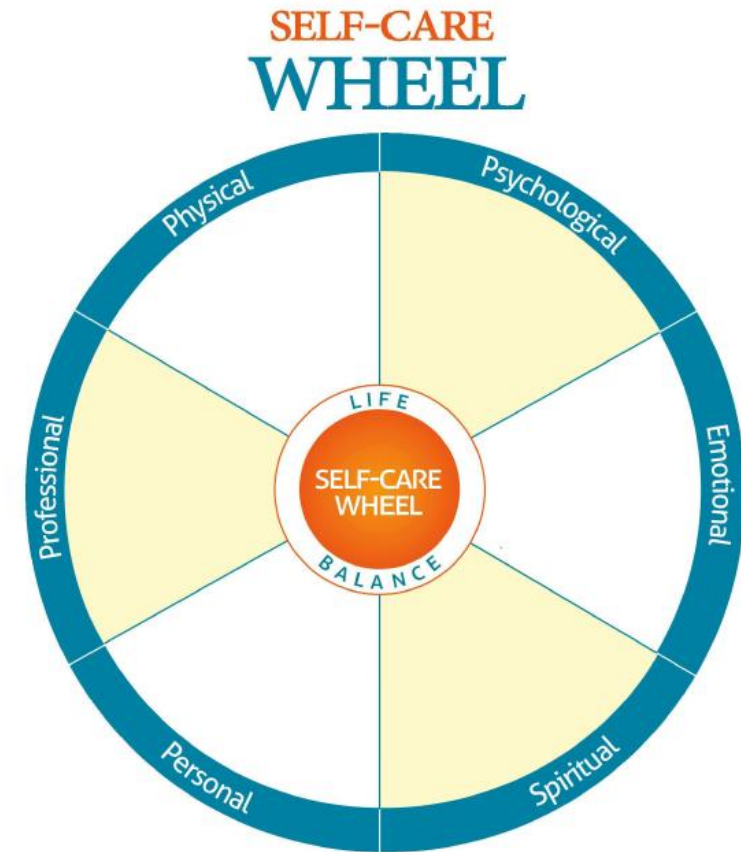 SELF-CARE
WHEEL
Physical
Psychological
Emotional
Spiritual
Personal
Professional
LIFE
SELF-CARE
WHEEL
BALANCE